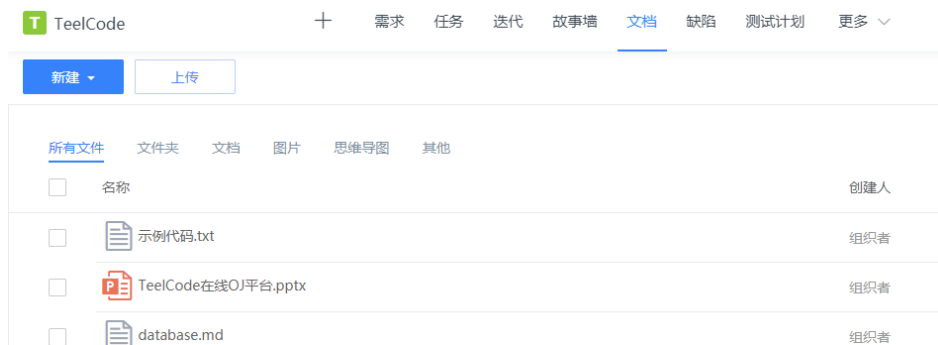 T TeelCode + 需求 任务 迭代 故事墙 文档 缺陷 测试计划 更多
新建 上传
所有文件 文件夹 文档 图片 思维导图 其他
名称 创建人
示例代码.txt 组织者
P TeelCode在线OJ平台.pptx 组织者
database.md 组织者